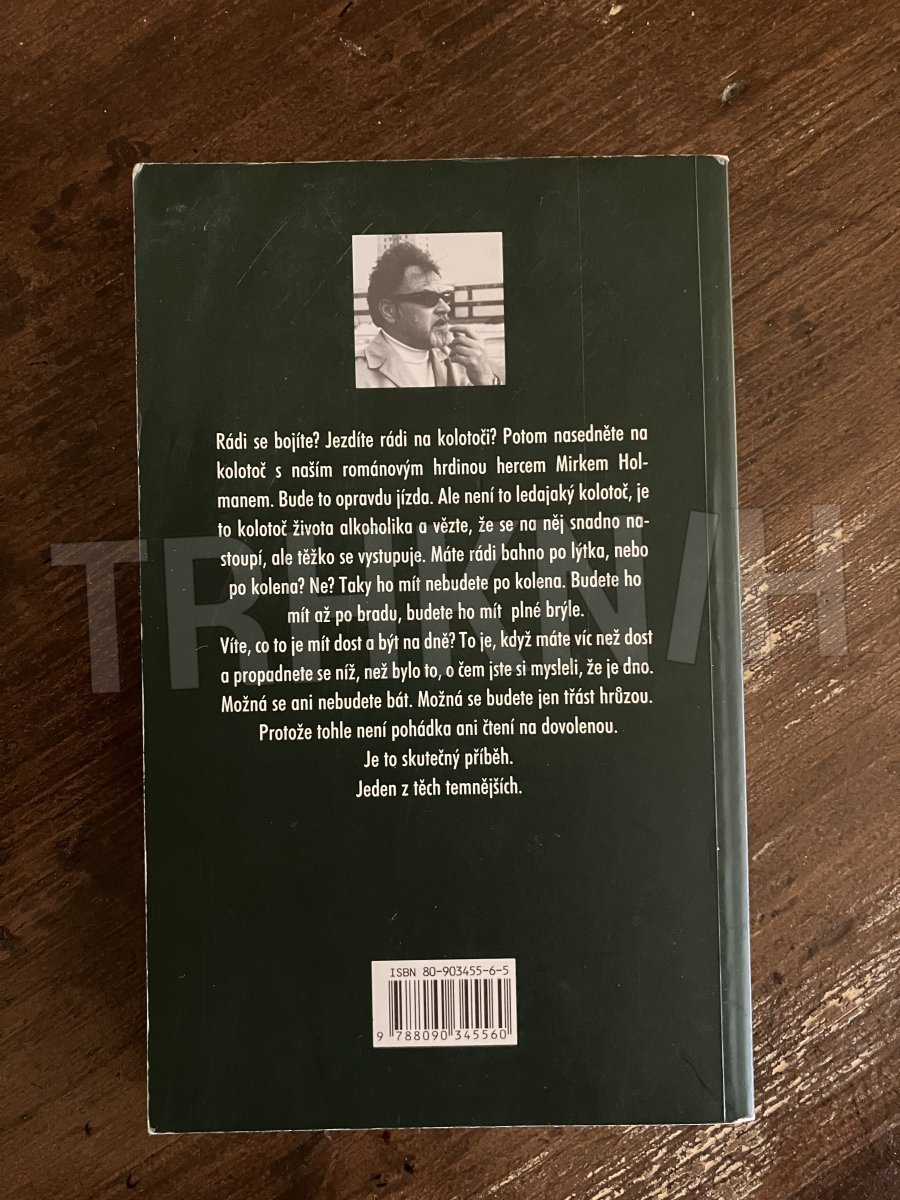 Rádi se bojíte? Jezdíte rádi na kolotoči? Potom nasedněte na
kolotoč s naším románovým hrdinou hercem Mirkem Hol-
manem. Bude to opravdu jízda. Ale není to ledajaký kolotoč, je
to kolotoč života alkoholika a vězte, že se na něj snadno na-
stoupí, ale těžko se vystupuje. Máte rádi bahno po lýtka, nebo
po kolena? Ne? Taky ho mít nebudete po kolena. Budete ho
mít až po bradu, budete ho mít plné brýle.
Víte, co to je mít dost a být na dně? To je, když máte víc než dost
a propadnete se níž, než bylo to, o čem jste si mysleli, že je dno.
Možná se ani nebudete bát. Možná se budete jen třást hrůzou.
Protože tohle není pohádka ani čtení na dovolenou.
Je to skutečný příběh.
Jeden z těch temnějších.
TRHKNIH
ISBN 80-903455-6-5
9 788090 345560